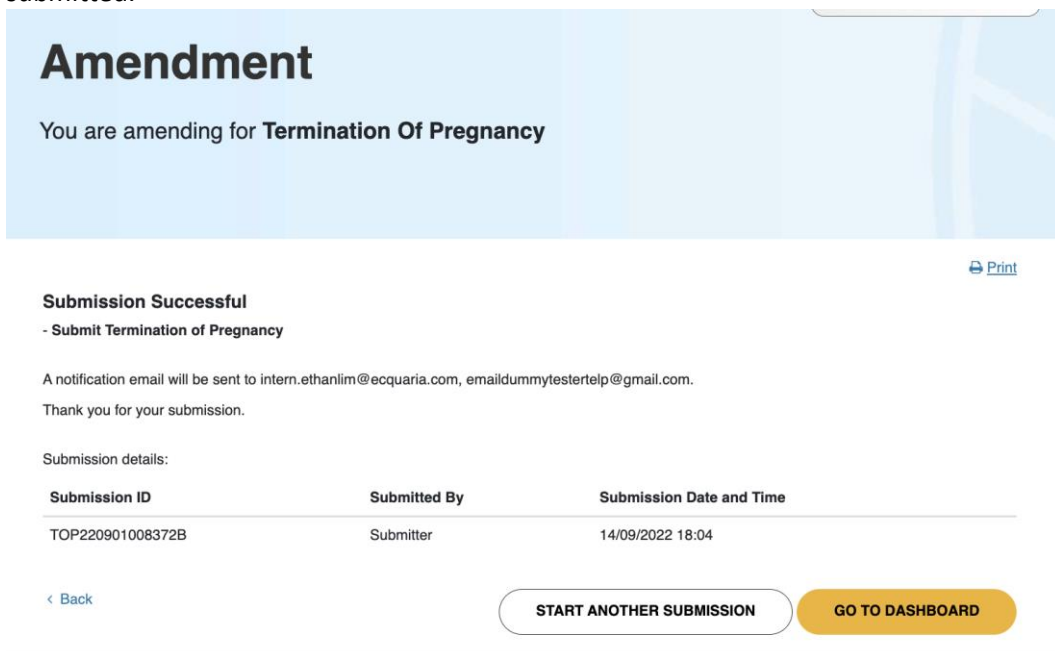 submitted.
Amendment
You are amending for Termination Of Pregnancy
Print
Submission Successful
- Submit Termination of Pregnancy
A notification email will be sent to intern.ethanlim@ecquaria.com, emaildummytestertelp@gmail.com.
Thank you for your submission.
Submission details:
Submission ID Submitted By Submission Date and Time
TOP220901008372B Submitter 14/09/2022 18:04
< Back START ANOTHER SUBMISSION GO TO DASHBOARD